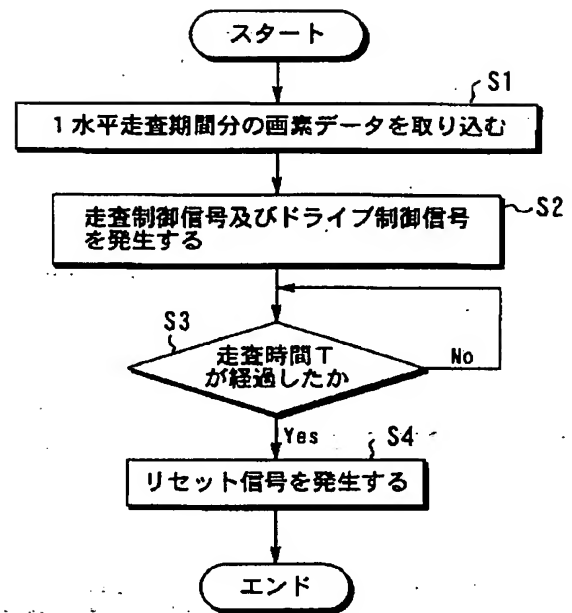 スタート
S1
1水平走査期間分の画素データを取り込む
S2
走査制御信号及びドライブ制御信号
を発生する
S3
走査時間T
が経過したか
No
Yes
S4
リセット信号を発生する
エンド